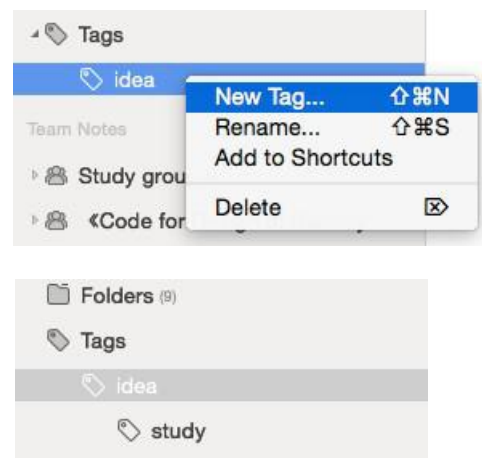 Tags
idea
New Tag... ⇧⌘N
Rename... ⇧⌘S
Team Notes
Add to Shortcuts
Study grou
Delete ⌦
《Code for
Folders (9)
Tags
idea
study